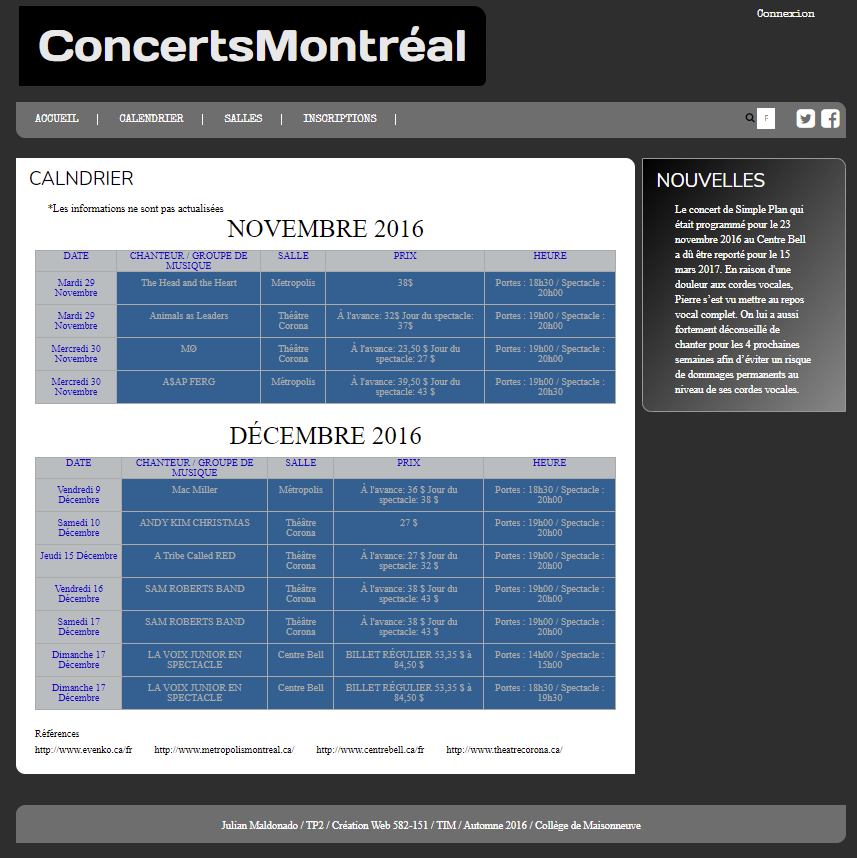 ConcertsMontréal
Connexion
ACCUEIL | CALENDRIER | SALLES | INSCRIPTIONS |
F
CALNDRIER
*Les informations ne sont pas actualisées
NOVEMBRE 2016
DATE CHANTEUR / GROUPE DE MUSIQUE SALLE PRIX HEURE
Mardi 29 Novembre The Head and the Heart Metropolis 38$ Portes : 18h30 / Spectacle : 20h00
Mardi 29 Novembre Animals as Leaders Théâtre Corona À l'avance: 32$ Jour du spectacle: 37$ Portes : 19h00 / Spectacle : 20h00
Mercredi 30 Novembre MØ Théâtre Corona À l'avance: 23,50 $ Jour du spectacle: 27 $ Portes : 19h00 / Spectacle : 20h00
Mercredi 30 Novembre A$AP FERG Métropolis À l'avance: 39,50 $ Jour du spectacle: 43 $ Portes : 19h00 / Spectacle : 20h30
DÉCEMBRE 2016
DATE CHANTEUR / GROUPE DE MUSIQUE SALLE PRIX HEURE
Vendredi 9 Décembre Mac Miller Métropolis À l'avance: 36 $ Jour du spectacle: 38 $ Portes : 18h30 / Spectacle : 20h00
Samedi 10 Décembre ANDY KIM CHRISTMAS Théâtre Corona 27 $ Portes : 19h00 / Spectacle : 20h00
Jeudi 15 Décembre A Tribe Called RED Théâtre Corona À l'avance: 27 $ Jour du spectacle: 32 $ Portes : 19h00 / Spectacle : 20h00
Vendredi 16 Décembre SAM ROBERTS BAND Théâtre Corona À l'avance: 38 $ Jour du spectacle: 43 $ Portes : 19h00 / Spectacle : 20h00
Samedi 17 Décembre SAM ROBERTS BAND Théâtre Corona À l'avance: 38 $ Jour du spectacle: 43 $ Portes : 19h00 / Spectacle : 20h00
Dimanche 17 Décembre LA VOIX JUNIOR EN SPECTACLE Centre Bell BILLET RÉGULIER 53,35 $ à 84,50 $ Portes : 14h00 / Spectacle : 15h00
Dimanche 17 Décembre LA VOIX JUNIOR EN SPECTACLE Centre Bell BILLET RÉGULIER 53,35 $ à 84,50 $ Portes : 18h30 / Spectacle : 19h30
Références
http://www.evenko.ca/fr http://www.metropolismontreal.ca/ http://www.centrebell.ca/fr http://www.theatrecorona.ca/
NOUVELLES
Le concert de Simple Plan qui
était programmé pour le 23
novembre 2016 au Centre Bell
a dû être reporté pour le 15
mars 2017. En raison d'une
douleur aux cordes vocales,
Pierre s’est vu mettre au repos
vocal complet. On lui a aussi
fortement déconseillé de
chanter pour les 4 prochaines
semaines afin d’éviter un risque
de dommages permanents au
niveau de ses cordes vocales.
Julian Maldonado / TP2 / Création Web 582-151 / TIM / Automne 2016 / Collège de Maisonneuve